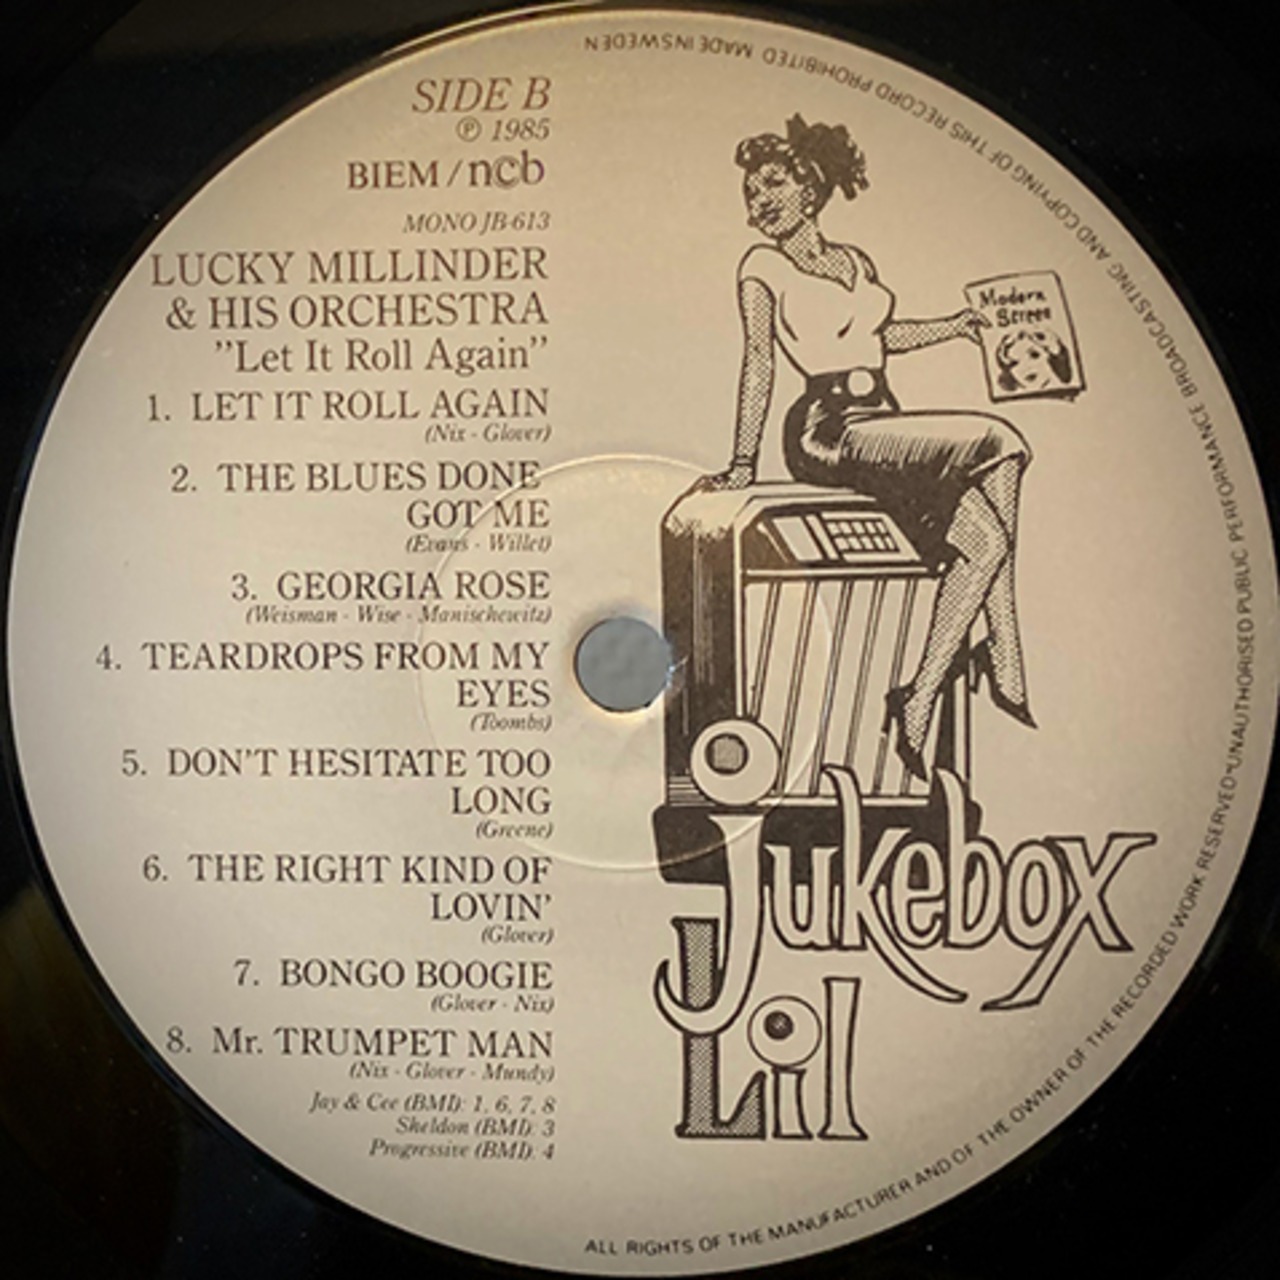 SIDE B
℗ 1985
BIEM / ncb
MONO JB-613
LUCKY MILLINDER
& HIS ORCHESTRA
"Let It Roll Again"
1. LET IT ROLL AGAIN
(Nix - Glover)
2. THE BLUES DONE
GOT ME
(Evans - Willet)
3. GEORGIA ROSE
(Weisman - Wise - Manischewitz)
4. TEARDROPS FROM MY
EYES
(Toombs)
5. DON'T HESITATE TOO
LONG
(Greene)
6. THE RIGHT KIND OF
LOVIN'
(Glover)
7. BONGO BOOGIE
(Glover - Nix)
8. Mr. TRUMPET MAN
(Nix - Glover - Mundy)
Jay & Cee (BMI): 1, 6, 7, 8
Sheldon (BMI): 3
Progressive (BMI): 4
Modern
Screen
Jukebox
Lil
ALL RIGHTS OF THE MANUFACTURER AND OF THE OWNER OF THE RECORDED WORK RESERVED·UNAUTHORISED PUBLIC PERFORMANCE BROADCASTING AND COPYING OF THIS RECORD PROHIBITED MADE IN SWEDEN